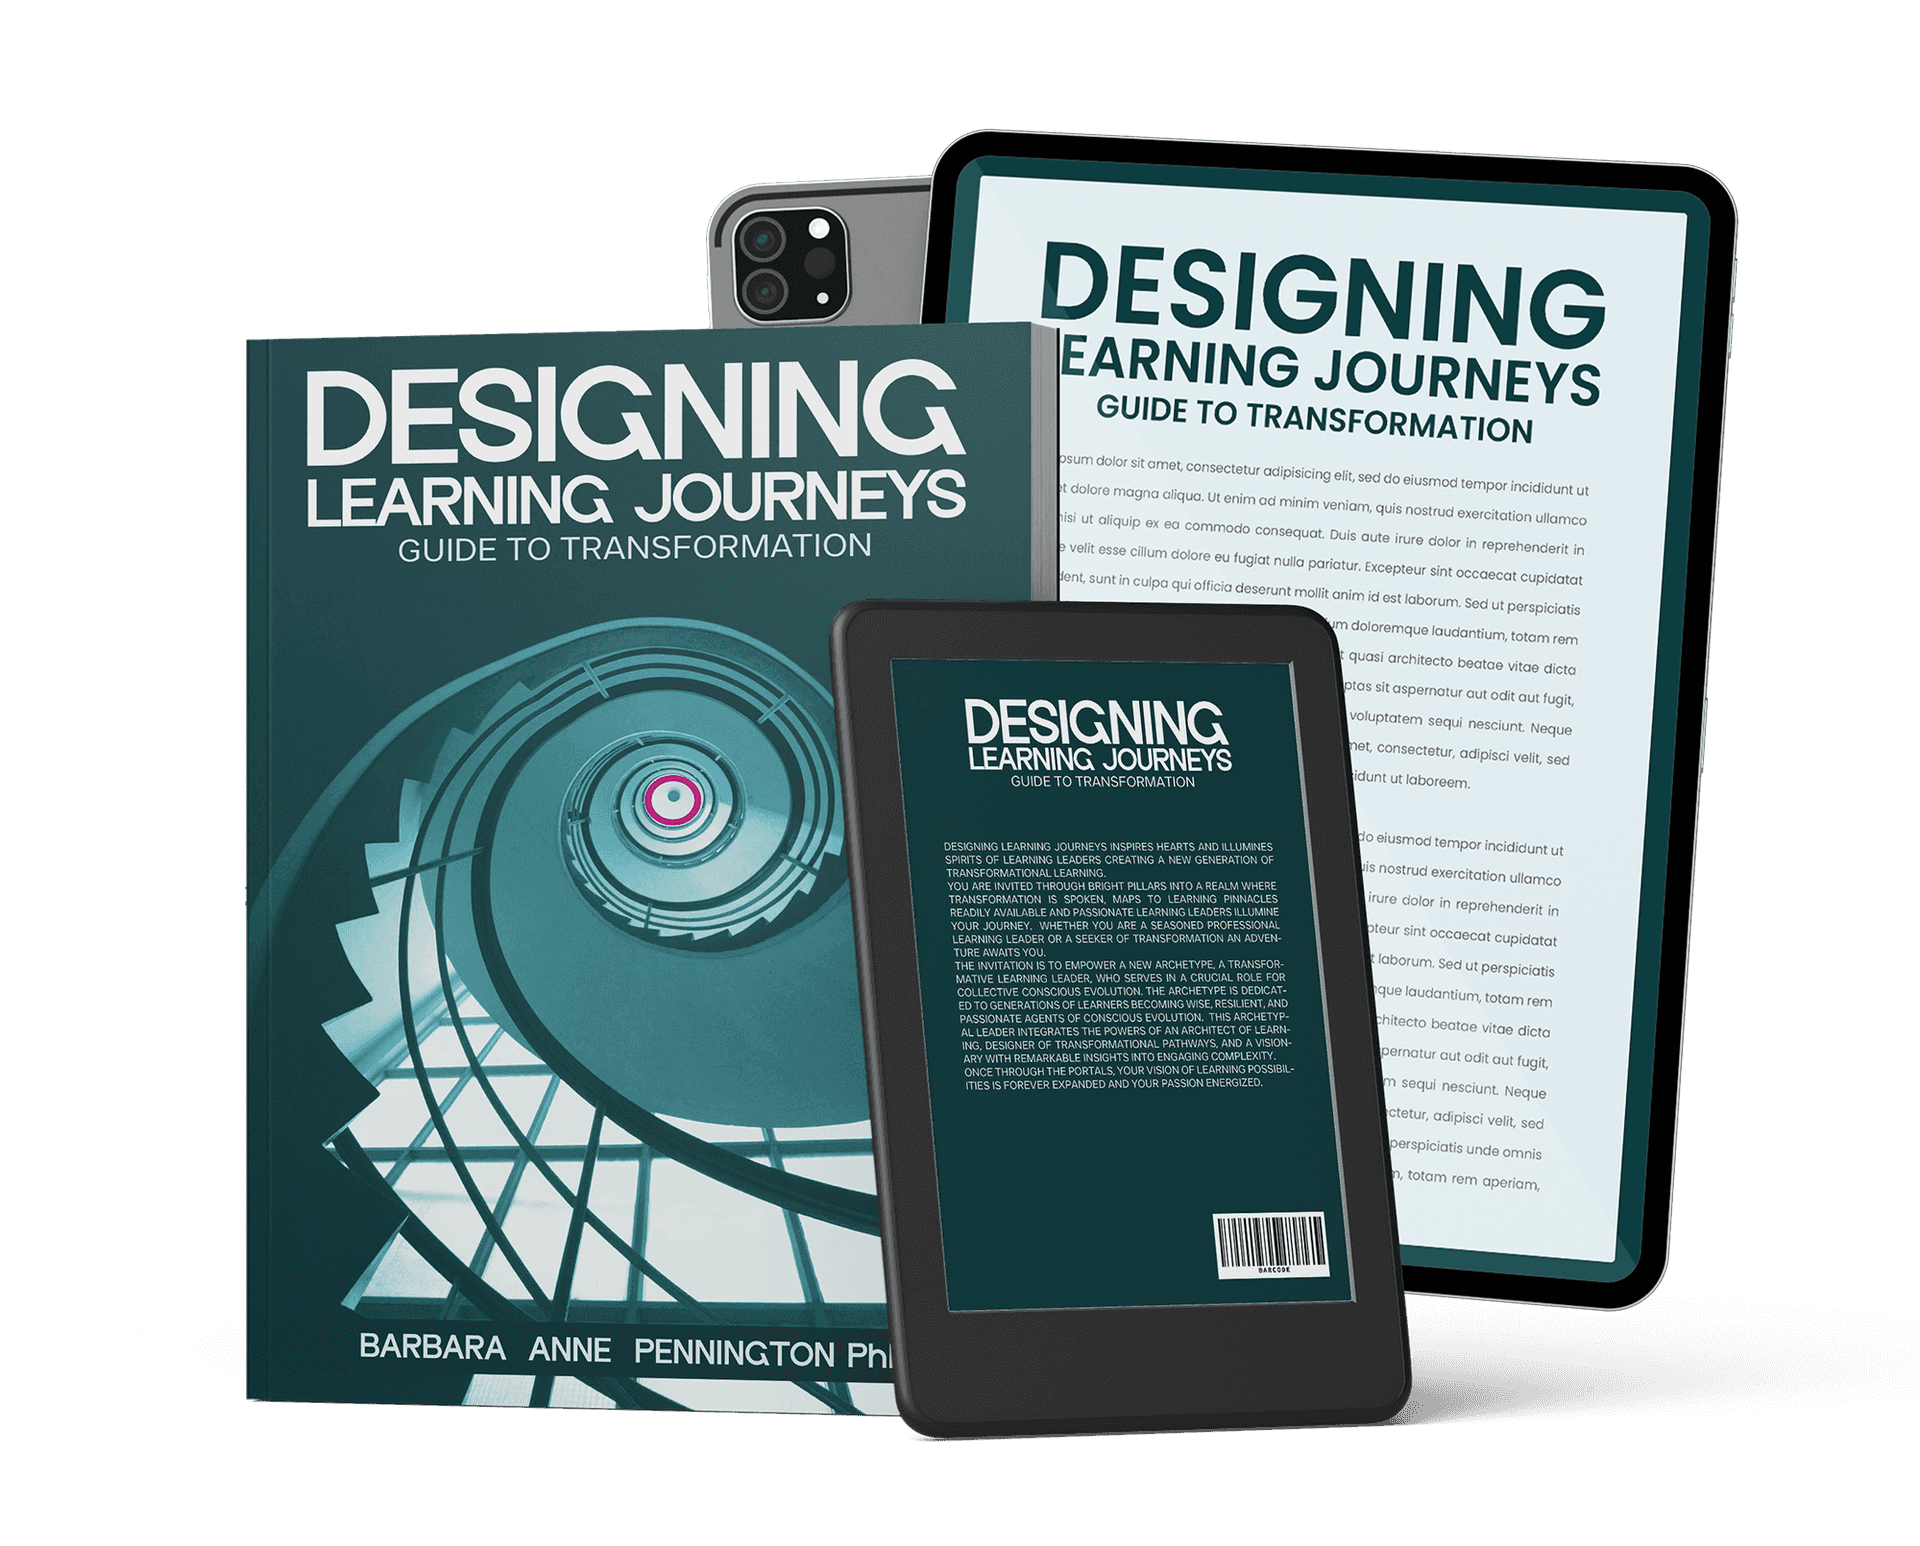 DESIGNING
LEARNING JOURNEYS
GUIDE TO TRANSFORMATION
BARBARA ANNE PENNINGTON
DESIGNING
LEARNING JOURNEYS
GUIDE TO TRANSFORMATION
DESIGNING LEARNING JOURNEYS INSPIRES HEARTS AND ILLUMINES
SPIRITS OF LEARNING LEADERS CREATING A NEW GENERATION OF
TRANSFORMATIONAL LEARNING.
YOU ARE INVITED THROUGH BRIGHT PILLARS INTO A REALM WHERE
TRANSFORMATION IS SPOKEN, MAPS TO LEARNING PINNACLES
READILY AVAILABLE AND PASSIONATE LEARNING LEADERS ILLUMINE
YOUR JOURNEY. WHETHER YOU ARE A SEASONED PROFESSIONAL
LEARNING LEADER OR A SEEKER OF TRANSFORMATION AN ADVEN-
TURE AWAITS YOU.
THE INVITATION IS TO EMPOWER A NEW ARCHETYPE, A TRANSFOR-
MATIVE LEARNING LEADER, WHO SERVES IN A CRUCIAL ROLE FOR
COLLECTIVE CONSCIOUS EVOLUTION. THE ARCHETYPE IS DEDICAT-
ED TO GENERATIONS OF LEARNERS BECOMING WISE, RESILIENT, AND
PASSIONATE AGENTS OF CONSCIOUS EVOLUTION. THIS ARCHETYP-
AL LEADER INTEGRATES THE POWERS OF AN ARCHITECT OF LEARN-
ING, DESIGNER OF TRANSFORMATIONAL PATHWAYS, AND A VISION-
ARY WITH REMARKABLE INSIGHTS INTO ENGAGING COMPLEXITY.
ONCE THROUGH THE PORTALS, YOUR VISION OF LEARNING POSSIBIL-
ITIES IS FOREVER EXPANDED AND YOUR PASSION ENERGIZED.
BARCODE
DESIGNING
EARNING JOURNEYS
GUIDE TO TRANSFORMATION
dolor sit amet, consectetur adipisicing elit, sed do eiusmod tempor incididunt ut
dolore magna aliqua. Ut enim ad minim veniam, quis nostrud exercitation ullamco
ut aliquip ex ea commodo consequat. Duis aute irure dolor in reprehenderit in
velit esse cillum dolore eu fugiat nulla pariatur. Excepteur sint occaecat cupidatat
sunt in culpa qui officia deserunt mollit anim id est laborum. Sed ut perspiciatis
doloremque laudantium, totam rem
quasi architecto beatae vitae dicta
sit aspernatur aut odit aut fugit,
voluptatem sequi nesciunt. Neque
consectetur, adipisci velit, sed
ut laboreem.
do eiusmod tempor incididunt ut
nostrud exercitation ullamco
irure dolor in reprehenderit in
sint occaecat cupidatat
laborum. Sed ut perspiciatis
laudantium, totam rem
beatae vitae dicta
aut odit aut fugit,
sequi nesciunt. Neque
adipisci velit, sed
perspiciatis unde omnis
totam rem aperiam,